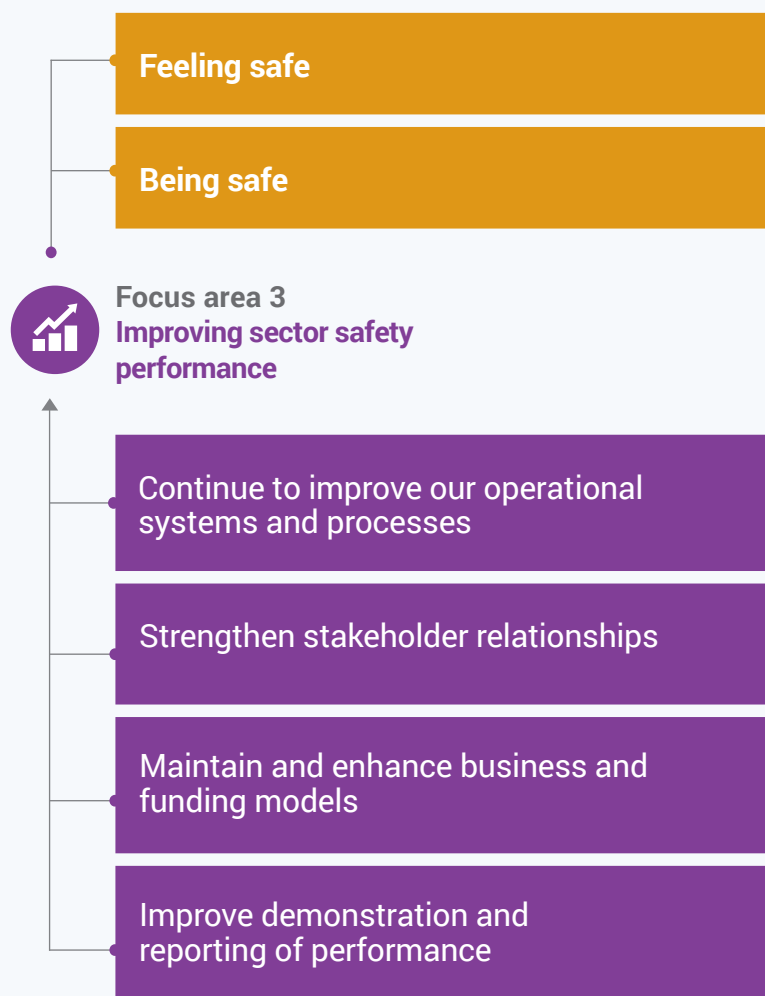 Feeling safe
Being safe
Focus area 3
Improving sector safety
performance
Continue to improve our operational
systems and processes
Strengthen stakeholder relationships
Maintain and enhance business and
funding models
Improve demonstration and
reporting of performance